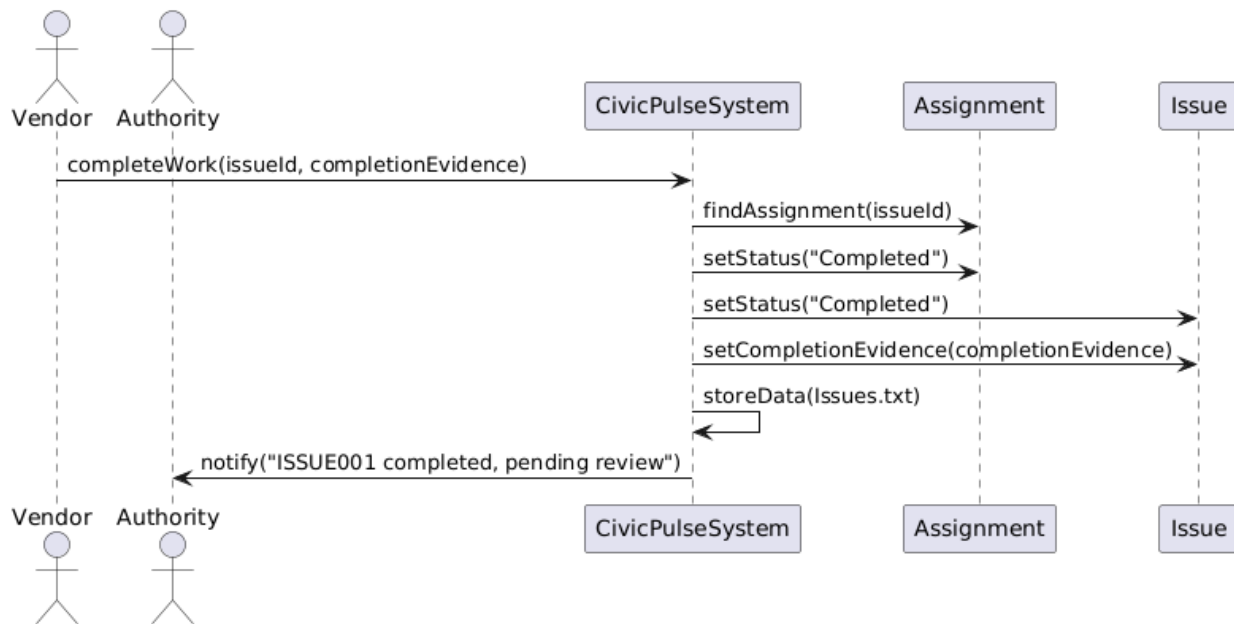 Vendor
Authority
CivicPulseSystem
Assignment
Issue
completeWork(issueId, completionEvidence)
findAssignment(issueId)
setStatus("Completed")
setStatus("Completed")
setCompletionEvidence(completionEvidence)
storeData(Issues.txt)
notify("ISSUE001 completed, pending review")
Vendor
Authority
CivicPulseSystem
Assignment
Issue